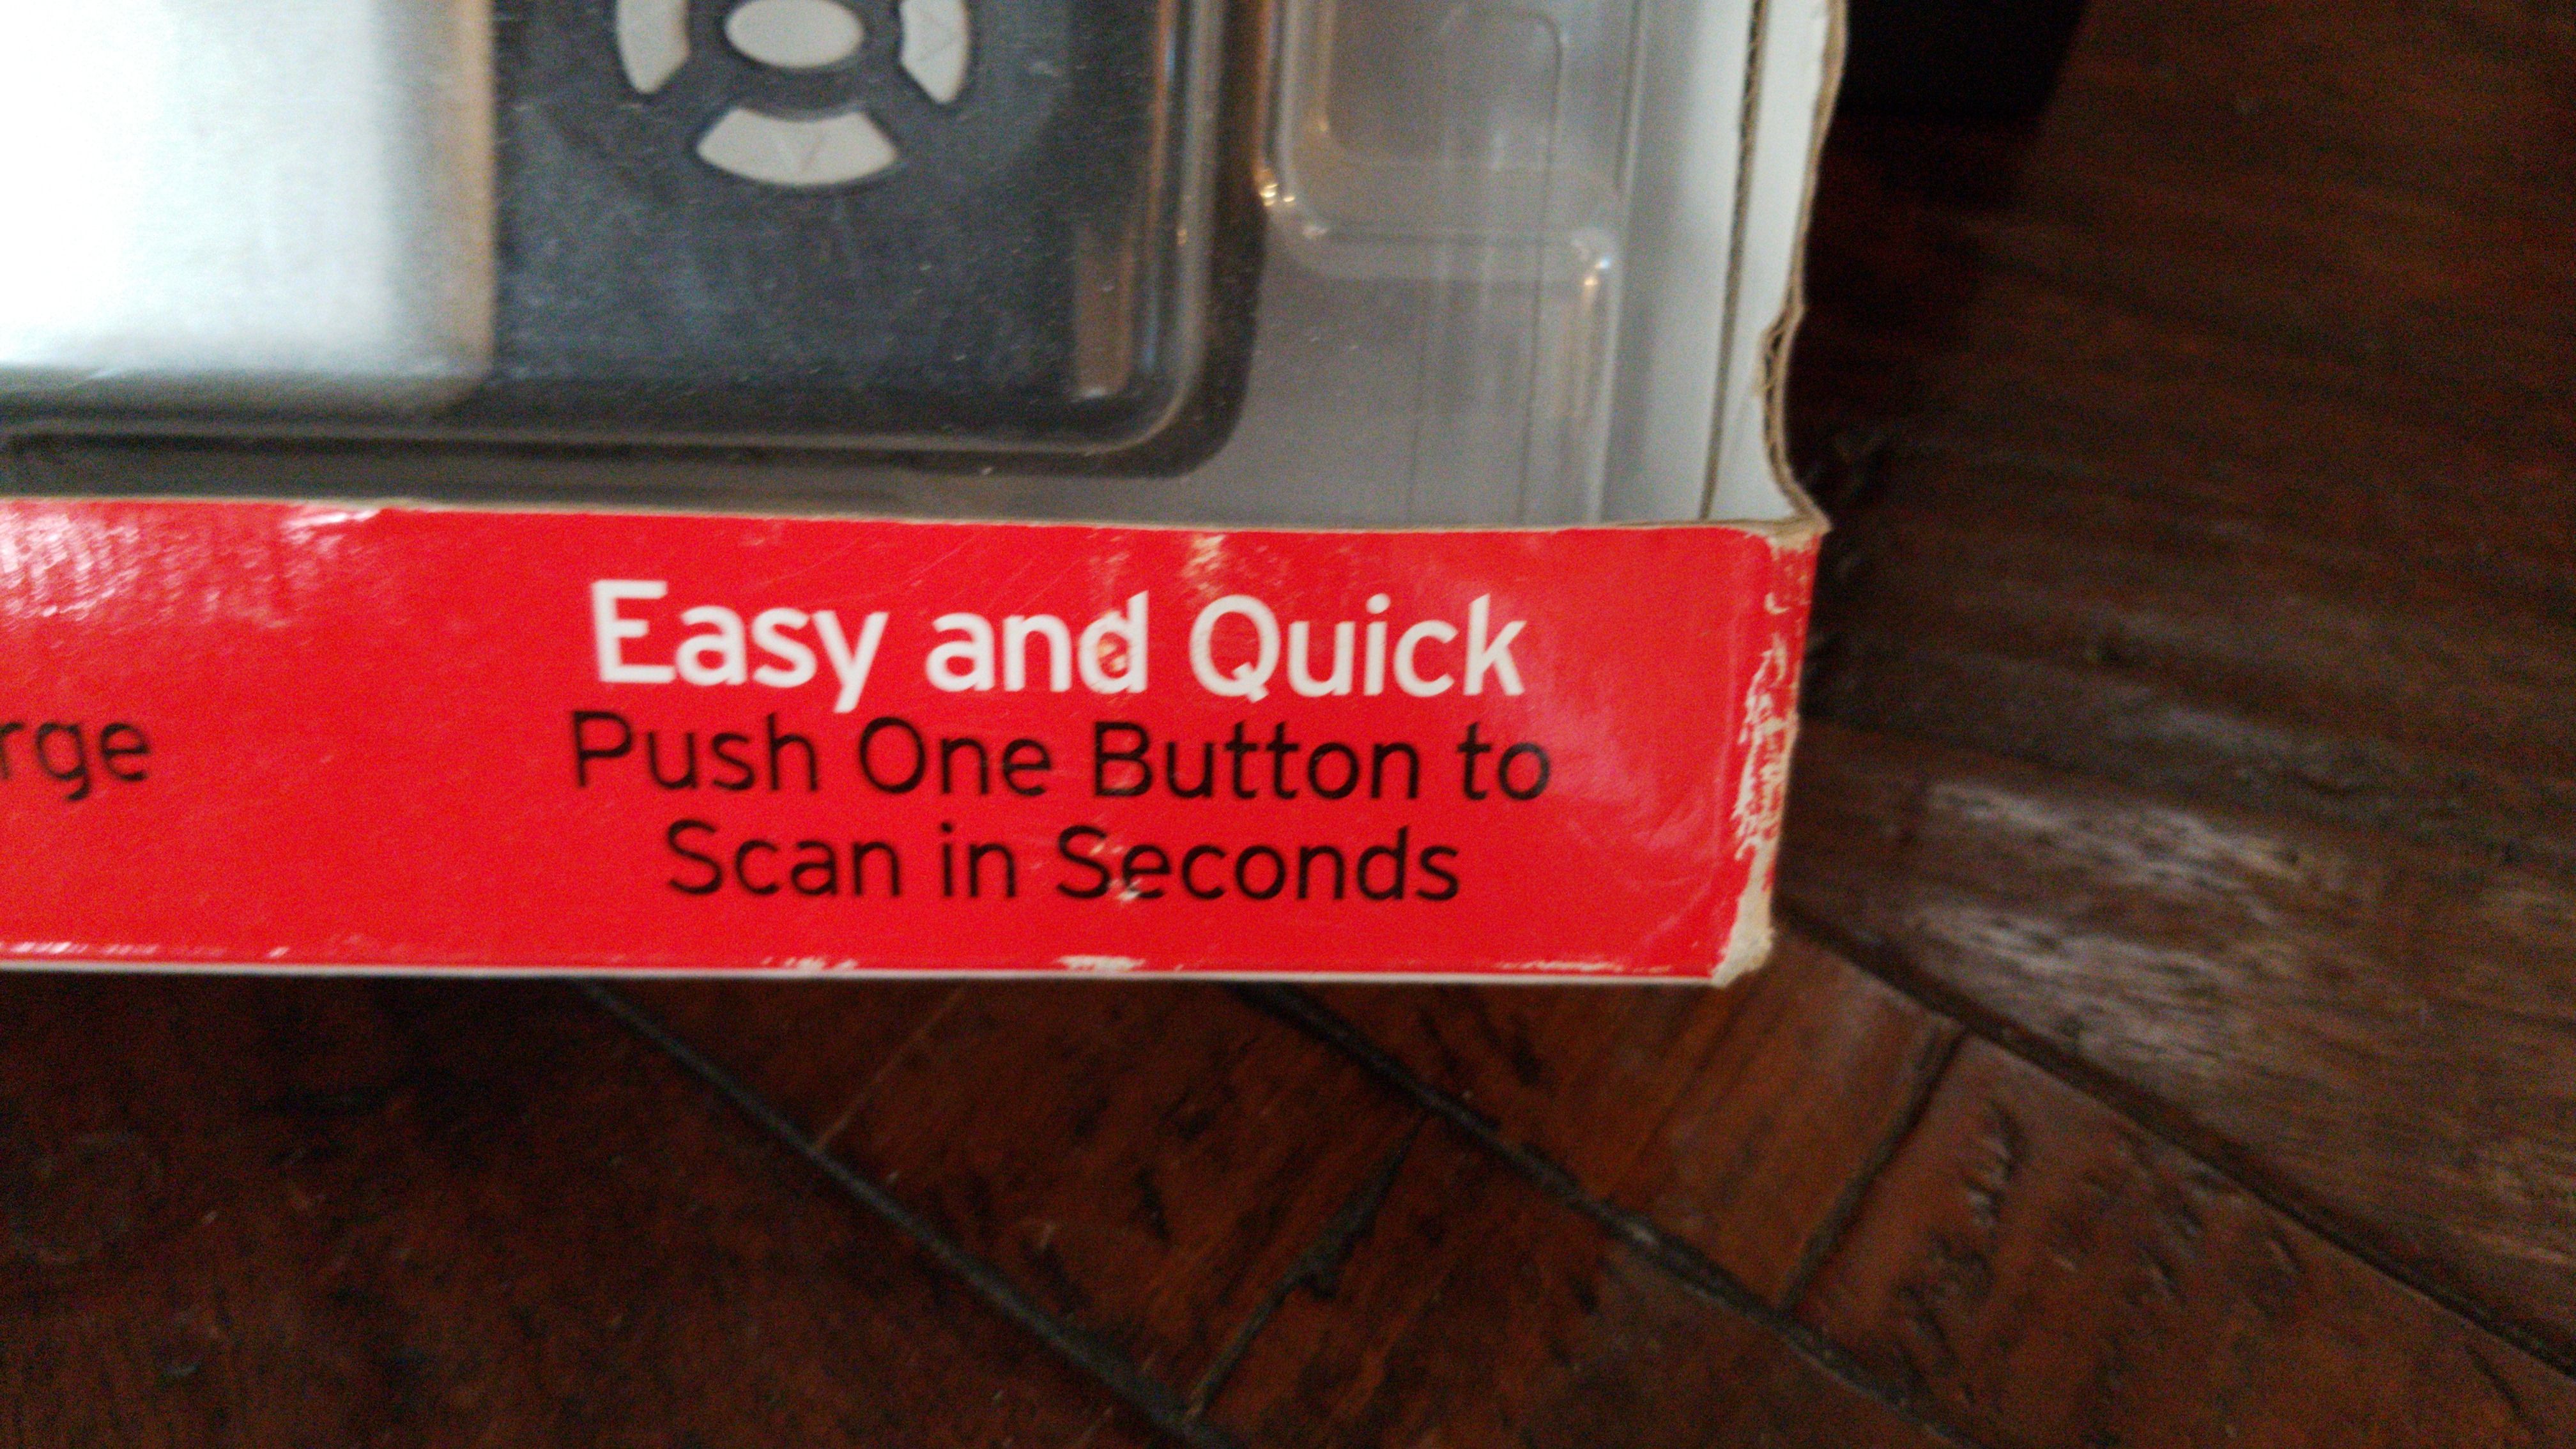 Easy and Quick
Push One Button to
Scan in Seconds
rge